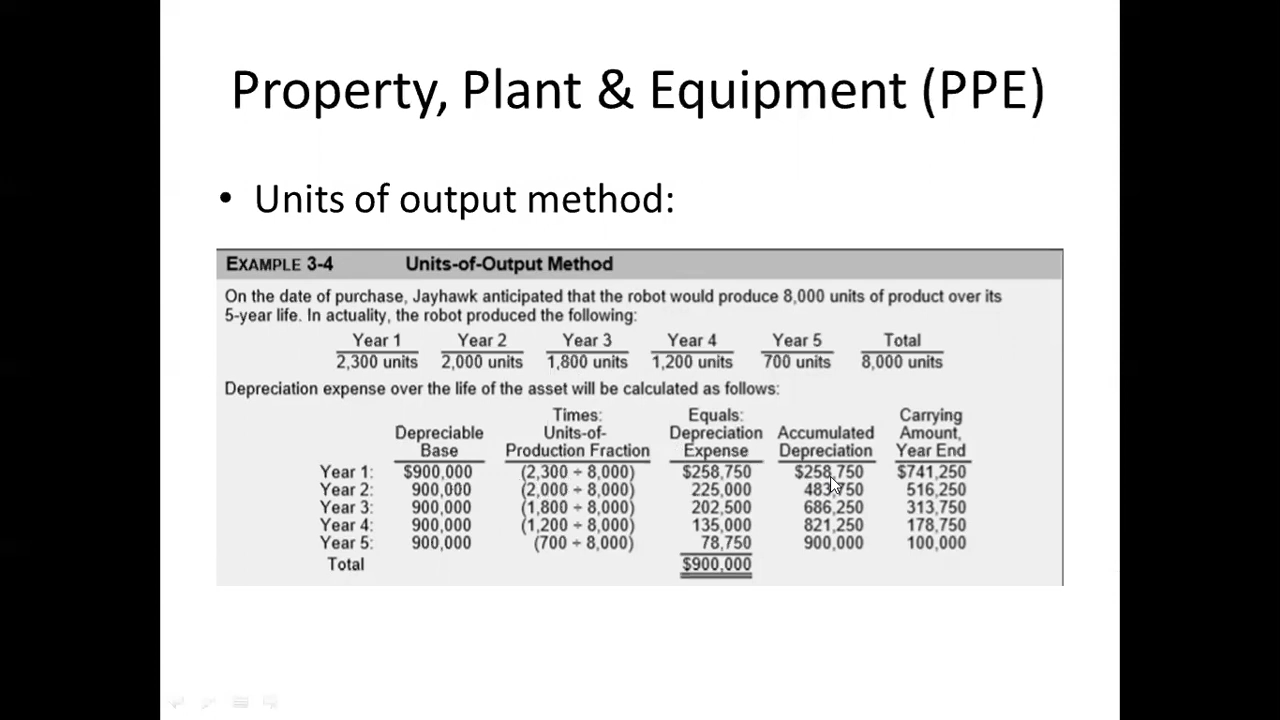 Property, Plant & Equipment (PPE)
• Units of output method:
EXAMPLE 3-4 Units-of-Output Method
On the date of purchase, Jayhawk anticipated that the robot would produce 8,000 units of product over its
5-year life. In actuality, the robot produced the following:
Year 1 Year 2 Year 3 Year 4 Year 5 Total
2,300 units 2,000 units 1,800 units 1,200 units 700 units 8,000 units
Depreciation expense over the life of the asset will be calculated as follows:
Times: Equals: Carrying
Depreciable Units-of- Depreciation Accumulated Amount,
Base Production Fraction Expense Depreciation Year End
Year 1: $900,000 (2,300 ÷ 8,000) $258,750 $258,750 $741,250
Year 2: 900,000 (2,000 ÷ 8,000) 225,000 483,750 516,250
Year 3: 900,000 (1,800 ÷ 8,000) 202,500 686,250 313,750
Year 4: 900,000 (1,200 ÷ 8,000) 135,000 821,250 178,750
Year 5: 900,000 (700 ÷ 8,000) 78,750 900,000 100,000
Total $900,000